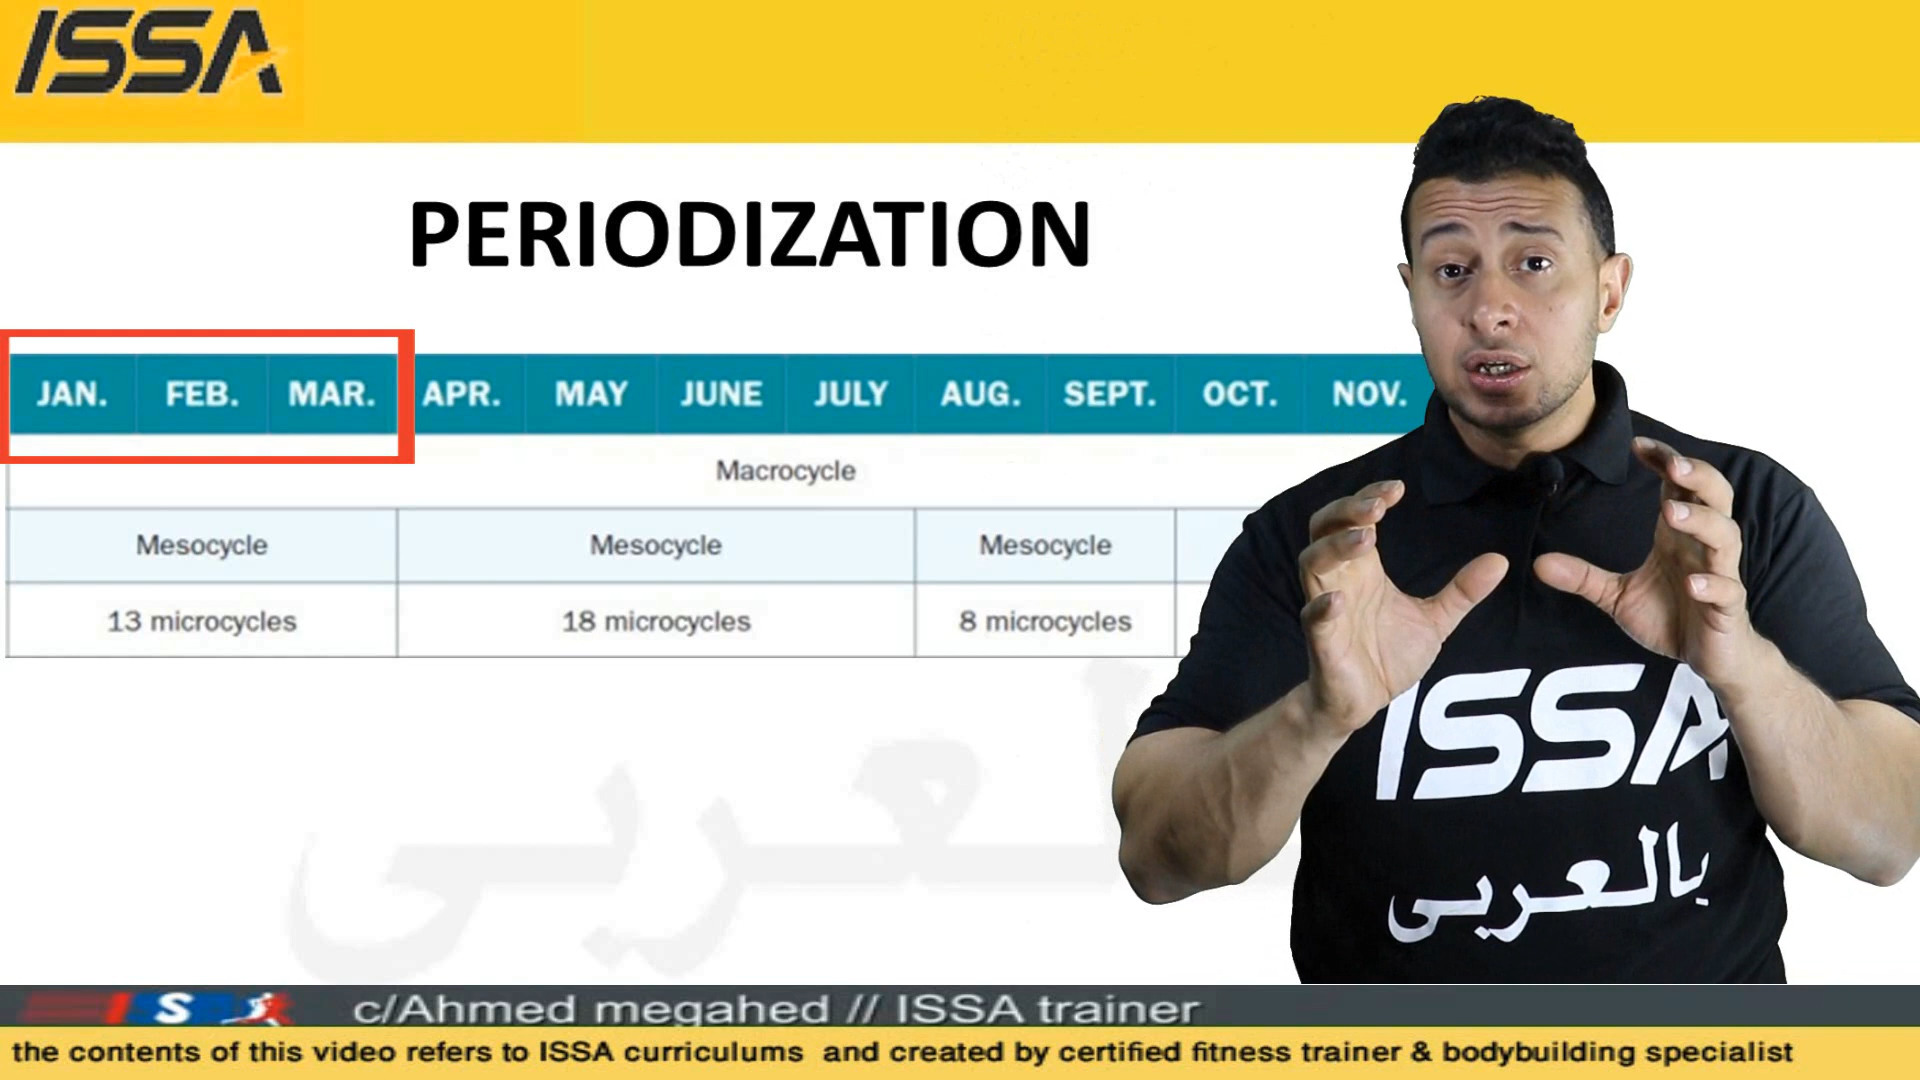 ISSA
PERIODIZATION
JAN. FEB. MAR. APR. MAY JUNE JULY AUG. SEPT. OCT. NOV.
Macrocycle
Mesocycle Mesocycle Mesocycle
13 microcycles 18 microcycles 8 microcycles
ISSA
بالعربى
لعربى
S c/Ahmed megahed // ISSA trainer
the contents of this video refers to ISSA curriculums and created by certified fitness trainer & bodybuilding specialist